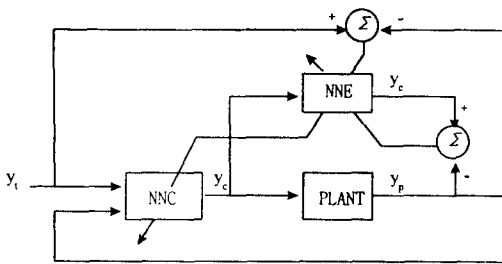 + Σ -
NNE
y_e
+
Σ
-
y_t
NNC
y_c
PLANT
y_p